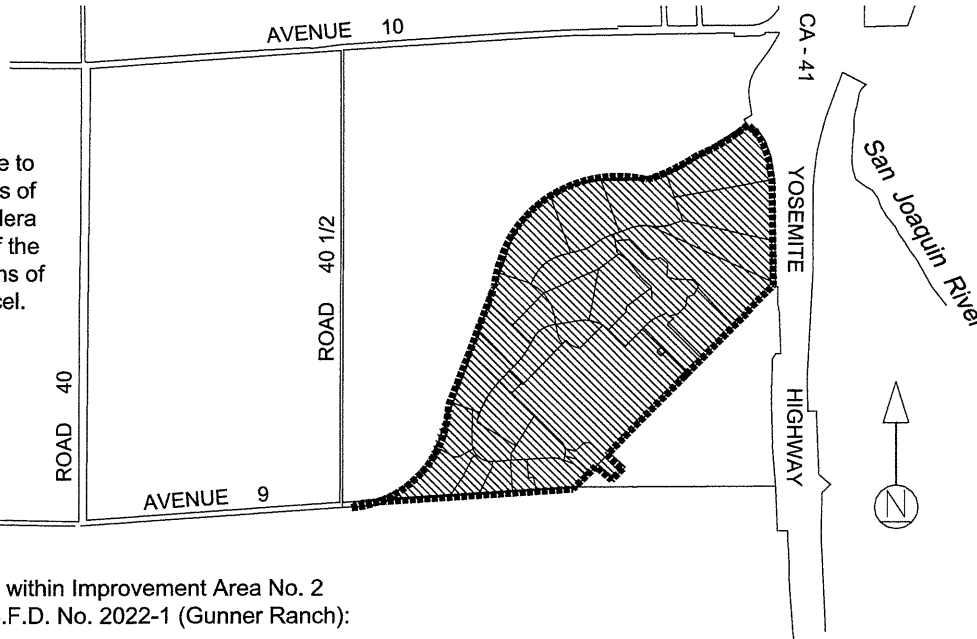 AVENUE 10
CA - 41
San Joaquin River
YOSEMITE
HIGHWAY
e to
s of
lera
f the
ns of
cel.
ROAD 40 1/2
ROAD 40
AVENUE 9
N
within Improvement Area No. 2
.F.D. No. 2022-1 (Gunner Ranch):